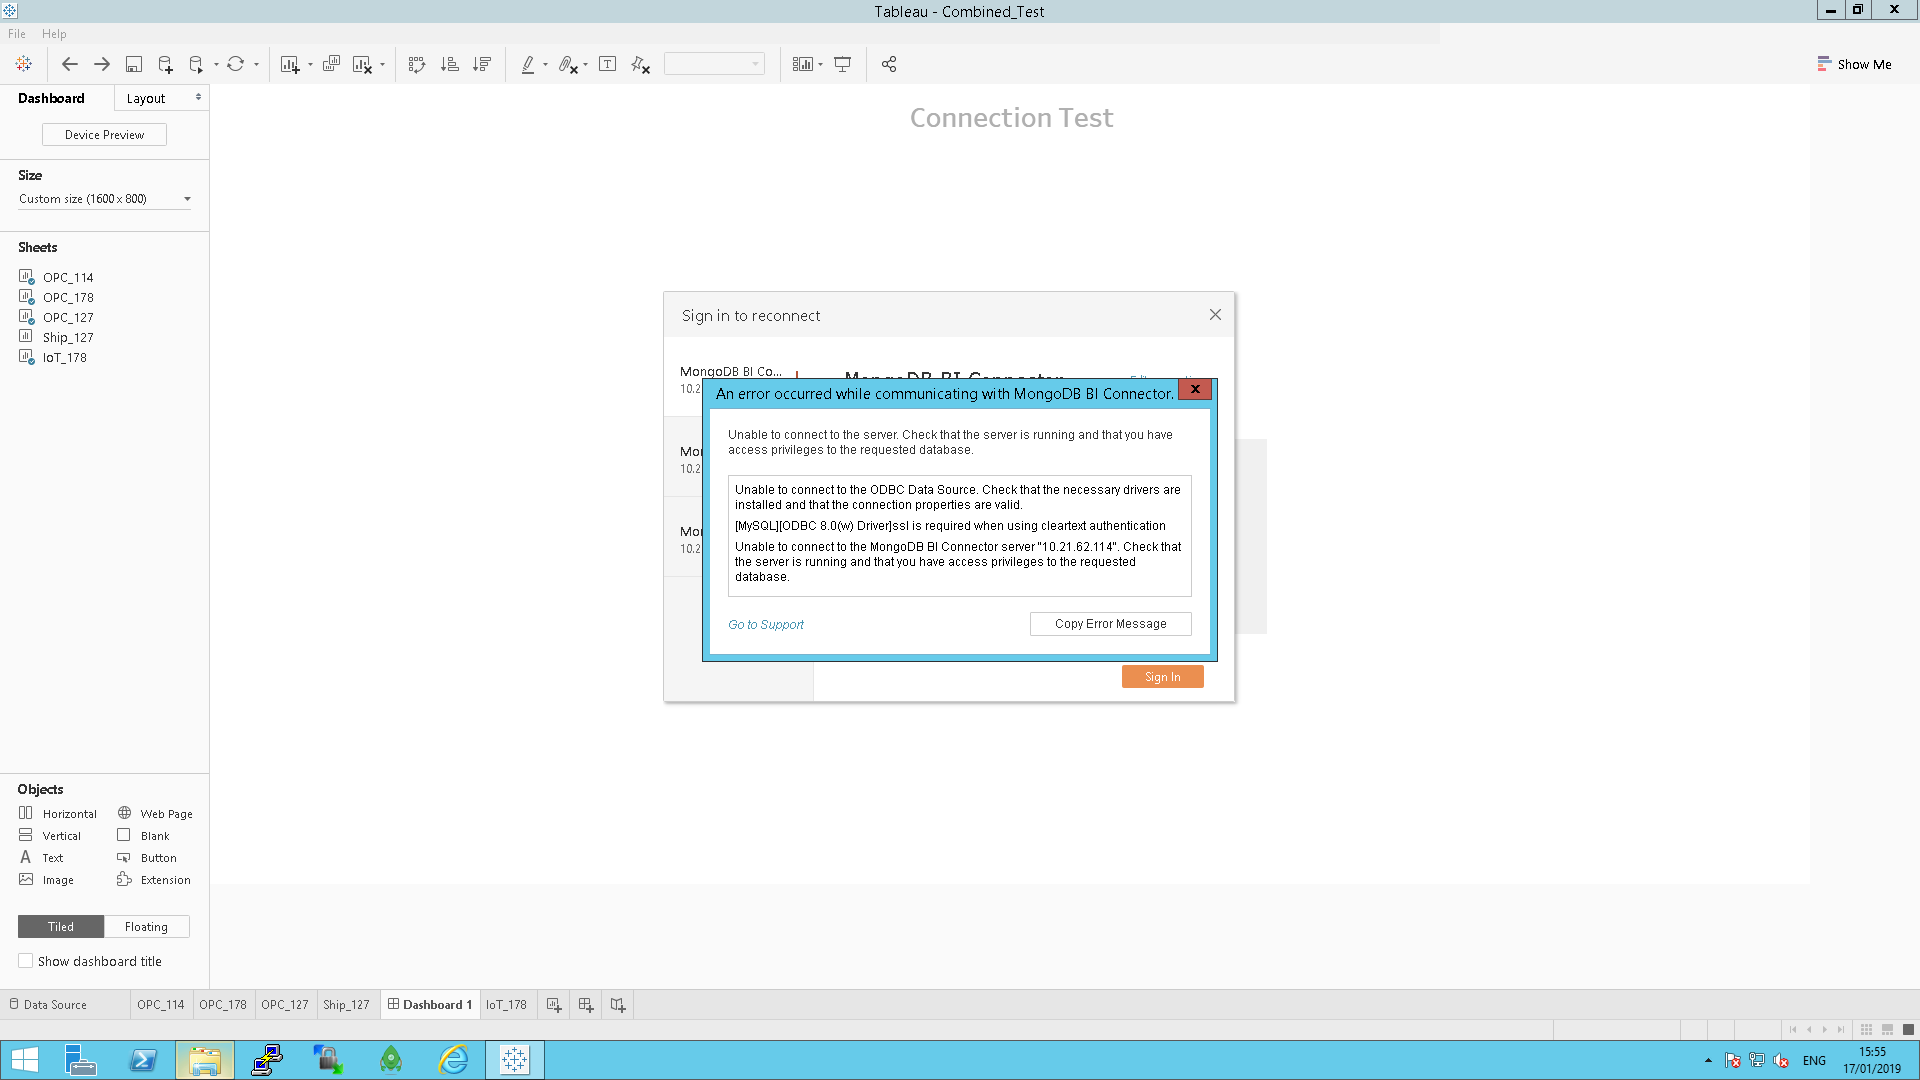 Tableau - Combined_Test
File Help
Show Me
Dashboard Layout
Device Preview
Size
Custom size (1600 x 800)
Sheets
OPC_114
OPC_178
OPC_127
Ship_127
IoT_178
Connection Test
Sign in to reconnect
MongoDB BI Co...
10.2
MongoDB BI Connector
Mo
10.2
Mo
10.2
An error occurred while communicating with MongoDB BI Connector.
Unable to connect to the server. Check that the server is running and that you have
access privileges to the requested database.
Unable to connect to the ODBC Data Source. Check that the necessary drivers are
installed and that the connection properties are valid.
[MySQL][ODBC 8.0(w) Driver]ssl is required when using cleartext authentication
Unable to connect to the MongoDB BI Connector server "10.21.62.114". Check that
the server is running and that you have access privileges to the requested
database.
Go to Support
Copy Error Message
Sign In
Objects
Horizontal Web Page
Vertical Blank
Text Button
Image Extension
Tiled Floating
Show dashboard title
Data Source OPC_114 OPC_178 OPC_127 Ship_127 Dashboard 1 IoT_178
ENG
15:55
17/01/2019